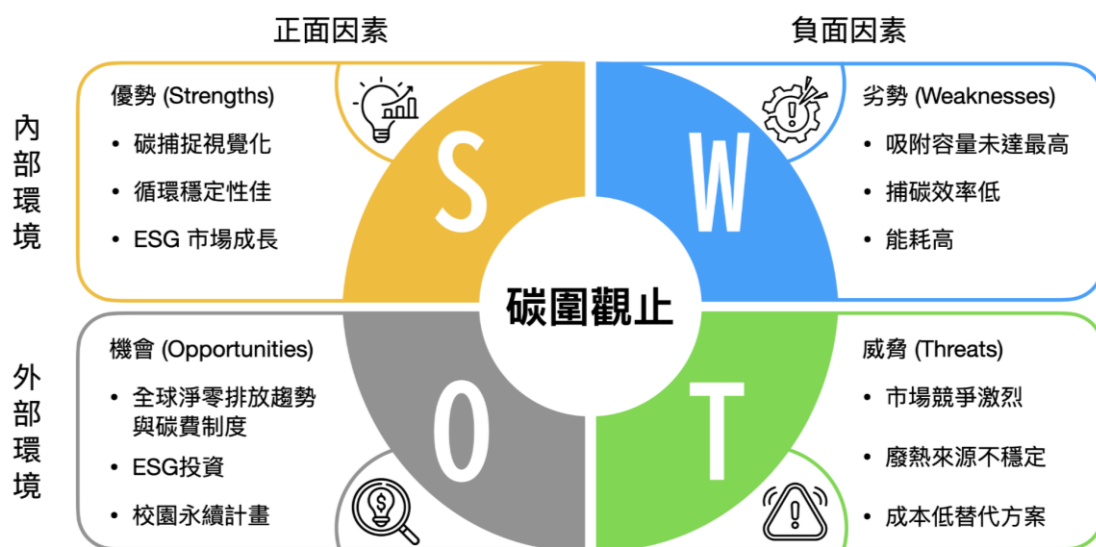 正面因素
負面因素
內部環境
優勢 (Strengths)
• 碳捕捉視覺化
• 循環穩定性佳
• ESG 市場成長
S
W
劣勢 (Weaknesses)
• 吸附容量未達最高
• 捕碳效率低
• 能耗高
碳圍觀止
外部環境
機會 (Opportunities)
• 全球淨零排放趨勢
與碳費制度
• ESG投資
• 校園永續計畫
O
T
威脅 (Threats)
• 市場競爭激烈
• 廢熱來源不穩定
• 成本低替代方案